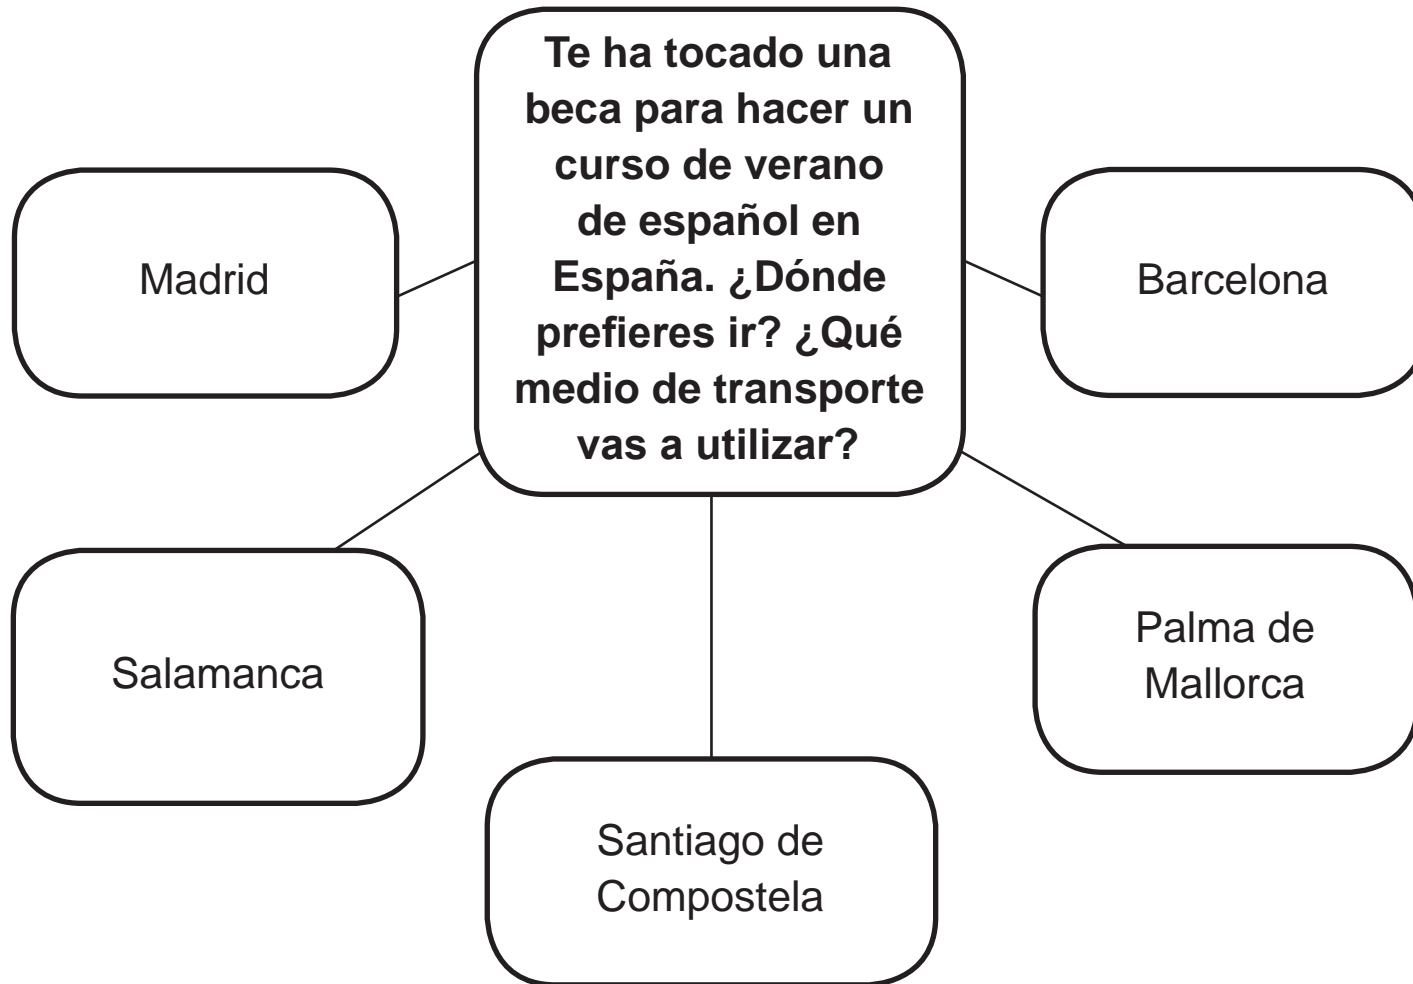 Te ha tocado una
beca para hacer un
curso de verano
de español en
España. ¿Dónde
prefieres ir? ¿Qué
medio de transporte
vas a utilizar?
Madrid
Barcelona
Salamanca
Palma de
Mallorca
Santiago de
Compostela